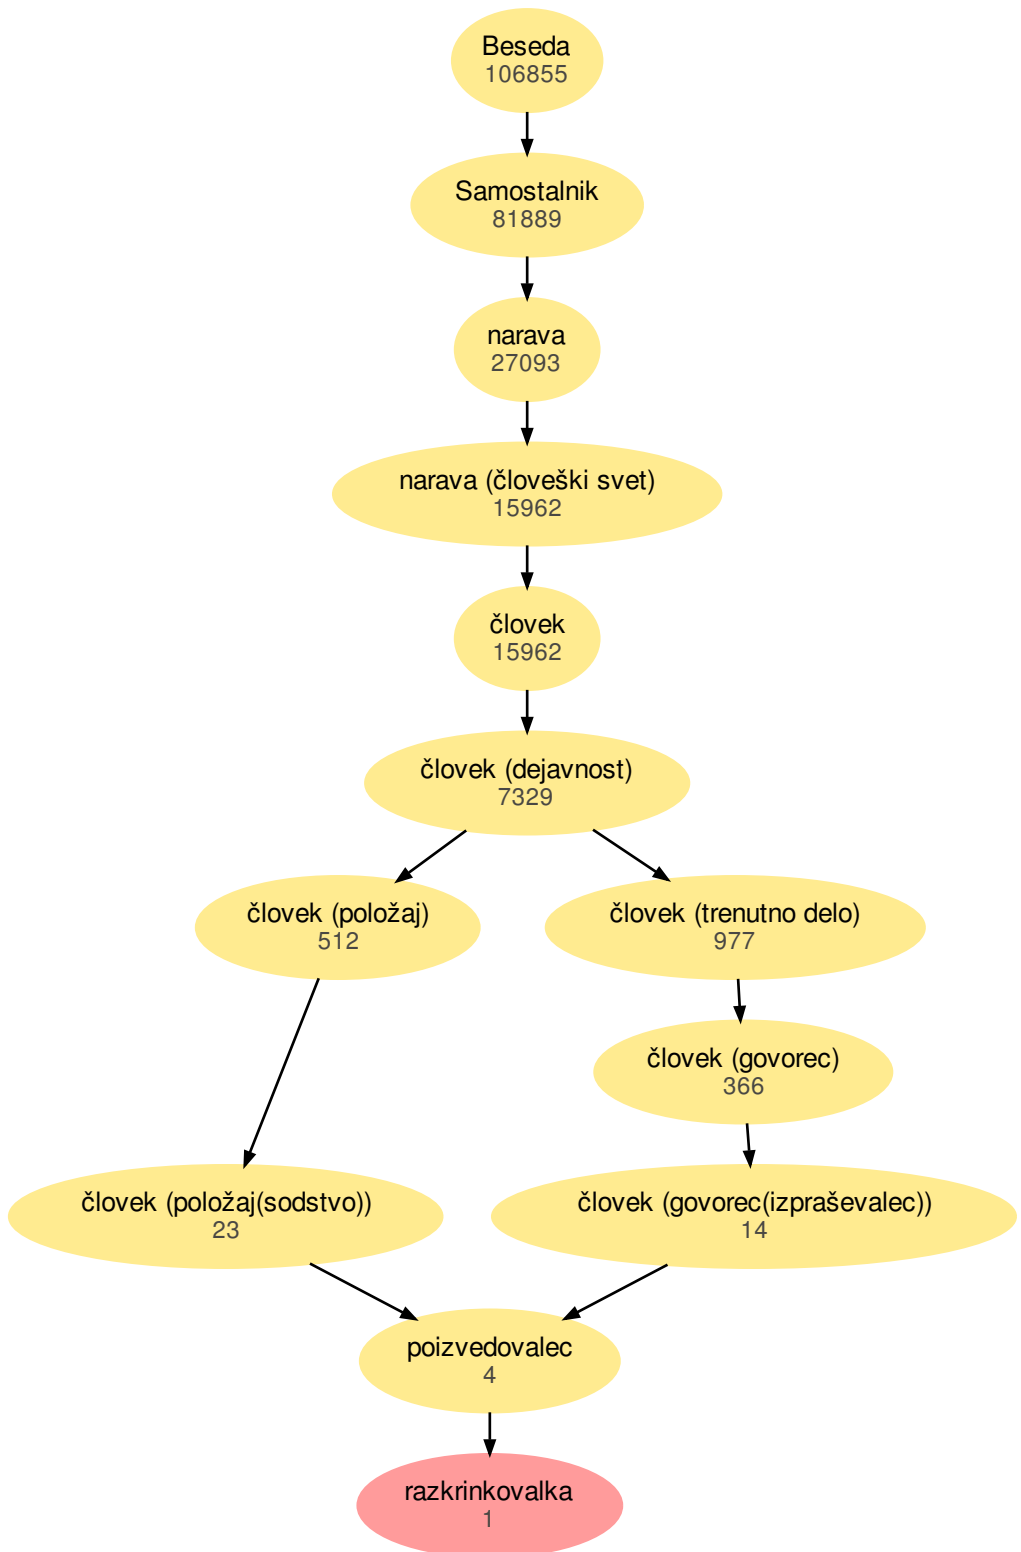 Beseda
106855
Samostalnik
81889
narava
27093
narava (človeški svet)
15962
človek
15962
človek (dejavnost)
7329
človek (položaj)
512
človek (trenutno delo)
977
človek (govorec)
366
človek (položaj(sodstvo))
23
človek (govorec(izpraševalec))
14
poizvedovalec
4
razkrinkovalka
1